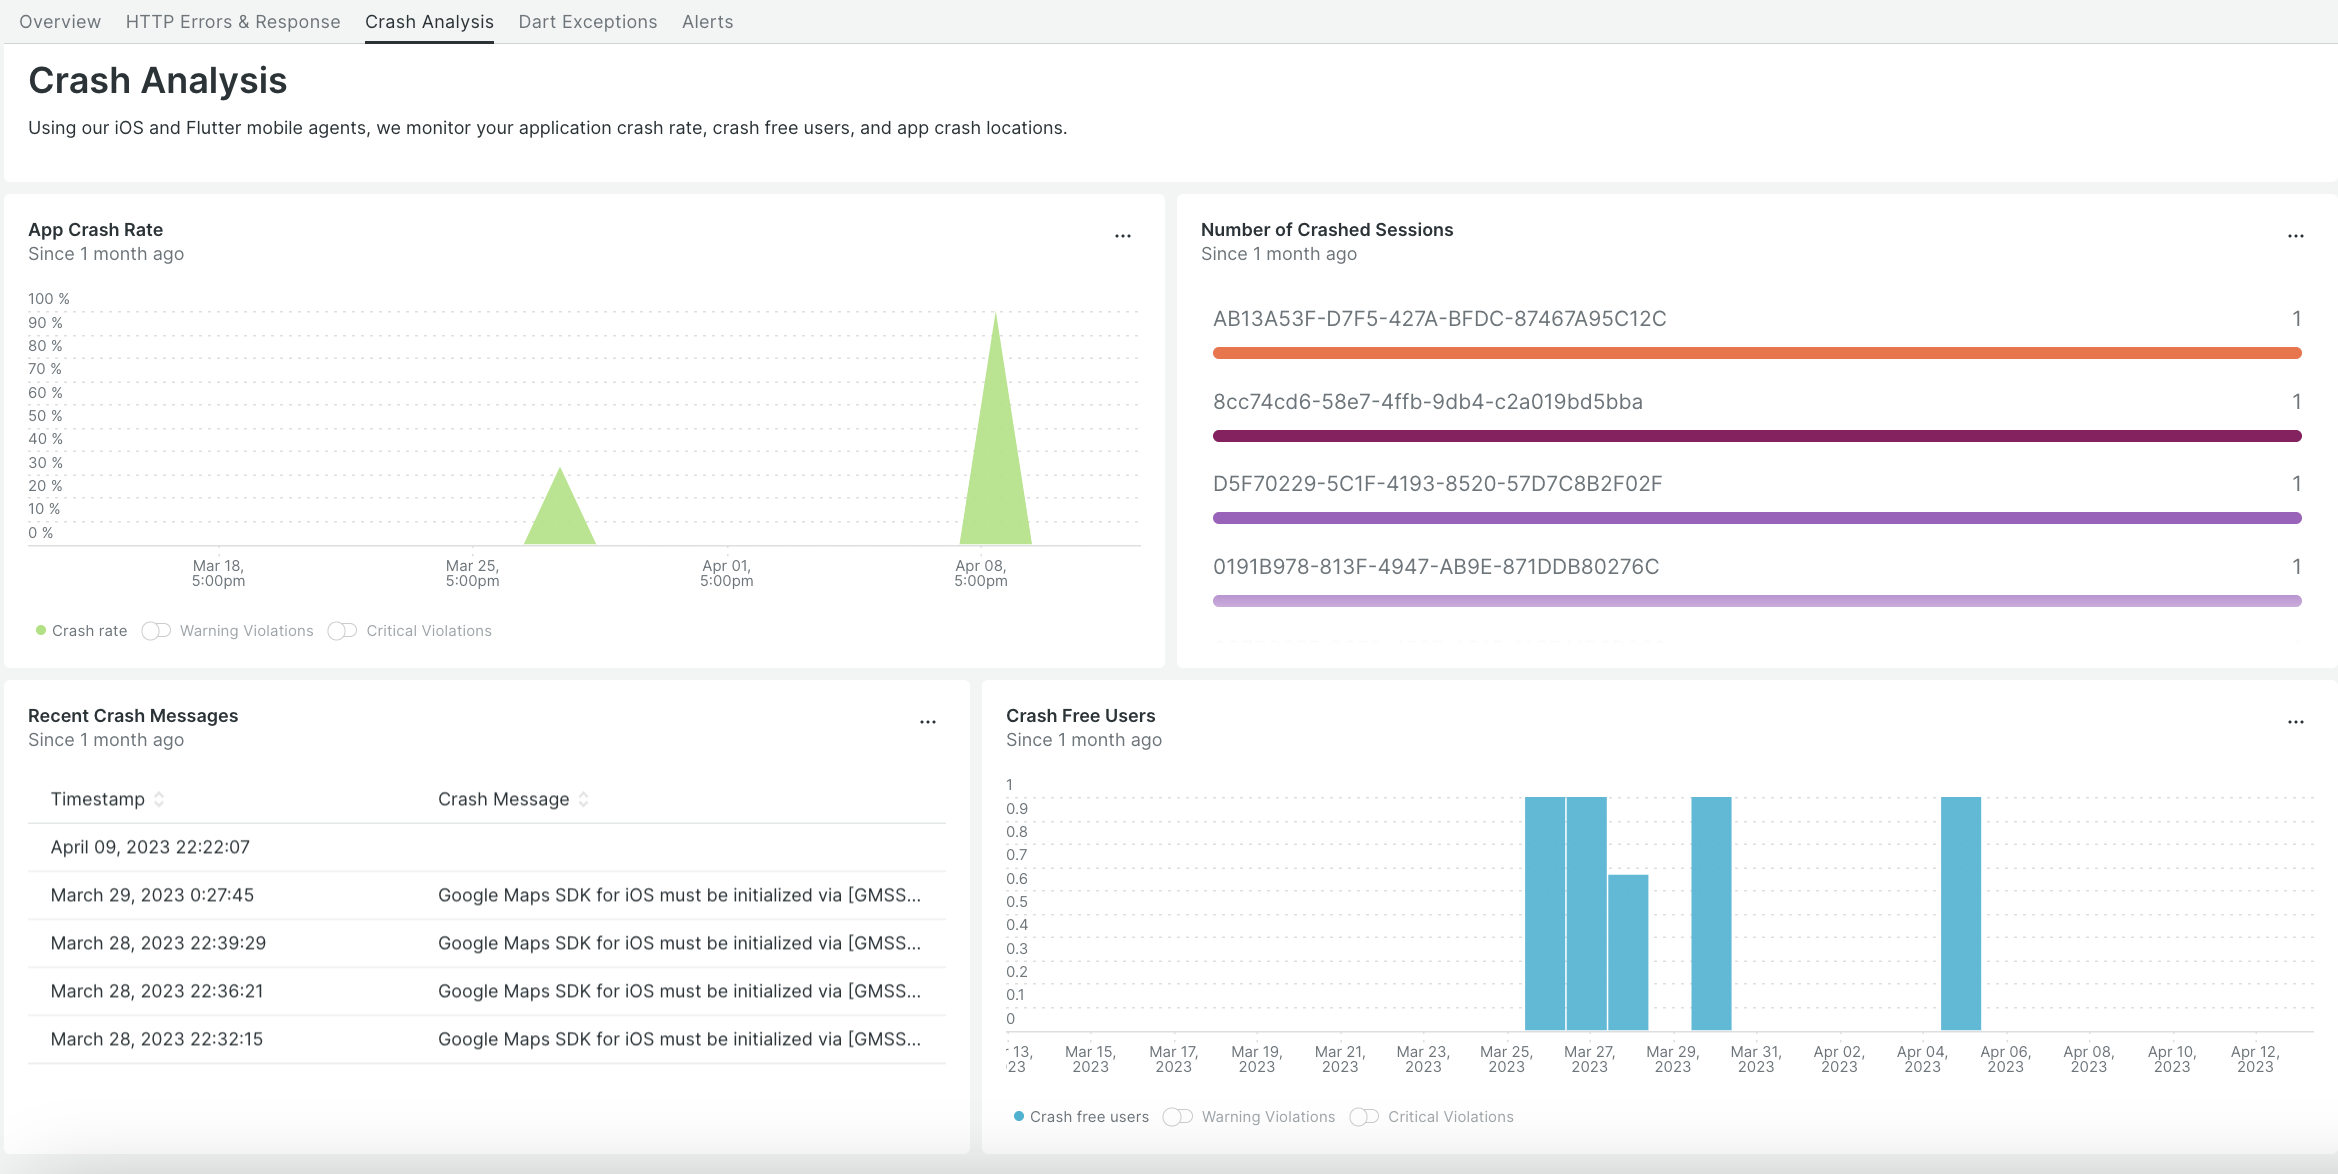 Overview HTTP Errors & Response Crash Analysis Dart Exceptions Alerts
Crash Analysis
Using our iOS and Flutter mobile agents, we monitor your application crash rate, crash free users, and app crash locations.
App Crash Rate
Since 1 month ago
...
100 %
90 %
80 %
70 %
60 %
50 %
40 %
30 %
20 %
10 %
0 %
Mar 18, 5:00pm
Mar 25, 5:00pm
Apr 01, 5:00pm
Apr 08, 5:00pm
Crash rate Warning Violations Critical Violations
Number of Crashed Sessions
Since 1 month ago
...
AB13A53F-D7F5-427A-BFDC-87467A95C12C 1
8cc74cd6-58e7-4ffb-9db4-c2a019bd5bba 1
D5F70229-5C1F-4193-8520-57D7C8B2F02F 1
0191B978-813F-4947-AB9E-871DDB80276C 1
Recent Crash Messages
Since 1 month ago
...
Timestamp Crash Message
April 09, 2023 22:22:07
March 29, 2023 0:27:45 Google Maps SDK for iOS must be initialized via [GMSS...
March 28, 2023 22:39:29 Google Maps SDK for iOS must be initialized via [GMSS...
March 28, 2023 22:36:21 Google Maps SDK for iOS must be initialized via [GMSS...
March 28, 2023 22:32:15 Google Maps SDK for iOS must be initialized via [GMSS...
Crash Free Users
Since 1 month ago
...
1
0.9
0.8
0.7
0.6
0.5
0.4
0.3
0.2
0.1
0
13, 23
Mar 15, 2023
Mar 17, 2023
Mar 19, 2023
Mar 21, 2023
Mar 23, 2023
Mar 25, 2023
Mar 27, 2023
Mar 29, 2023
Mar 31, 2023
Apr 02, 2023
Apr 04, 2023
Apr 06, 2023
Apr 08, 2023
Apr 10, 2023
Apr 12, 2023
Crash free users Warning Violations Critical Violations